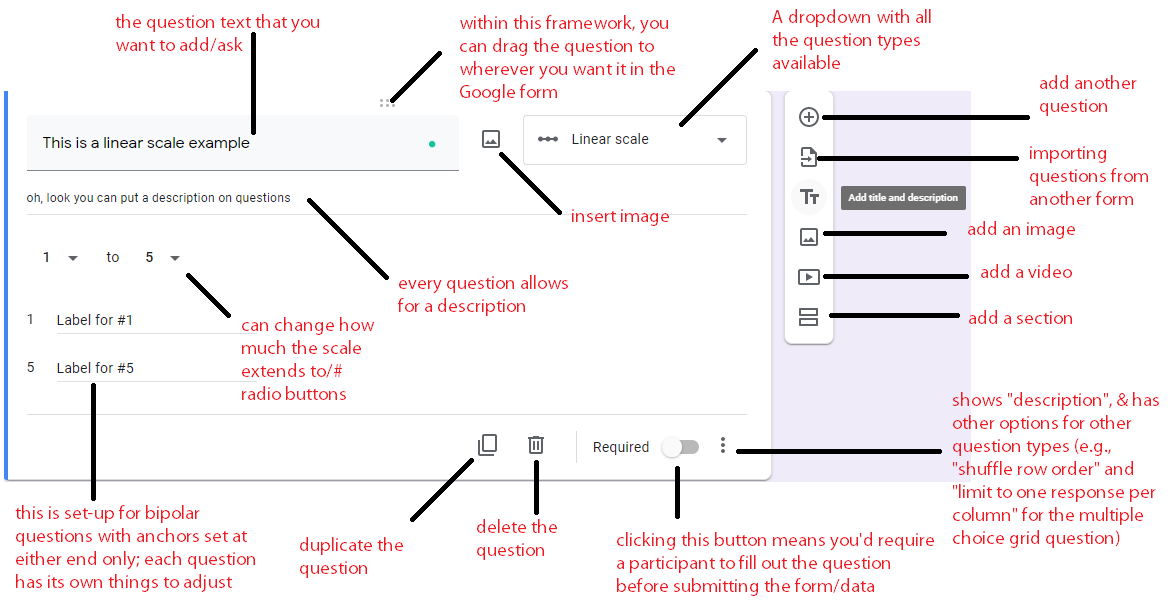 the question text that you
want to add/ask
within this framework, you
can drag the question to
wherever you want it in the
Google form
A dropdown with all
the question types
available
add another
question
This is a linear scale example
Linear scale
importing
questions from
another form
oh, look you can put a description on questions
Add title and description
insert image
add an image
1 to 5
every question allows
for a description
add a video
1 Label for #1
can change how
much the scale
extends to/#
radio buttons
add a section
5 Label for #5
shows "description", & has
other options for other
question types (e.g.,
"shuffle row order" and
"limit to one response per
column" for the multiple
choice grid question)
Required
this is set-up for bipolar
questions with anchors set at
either end only; each question
has its own things to adjust
duplicate the
question
delete the
question
clicking this button means you'd require
a participant to fill out the question
before submitting the form/data